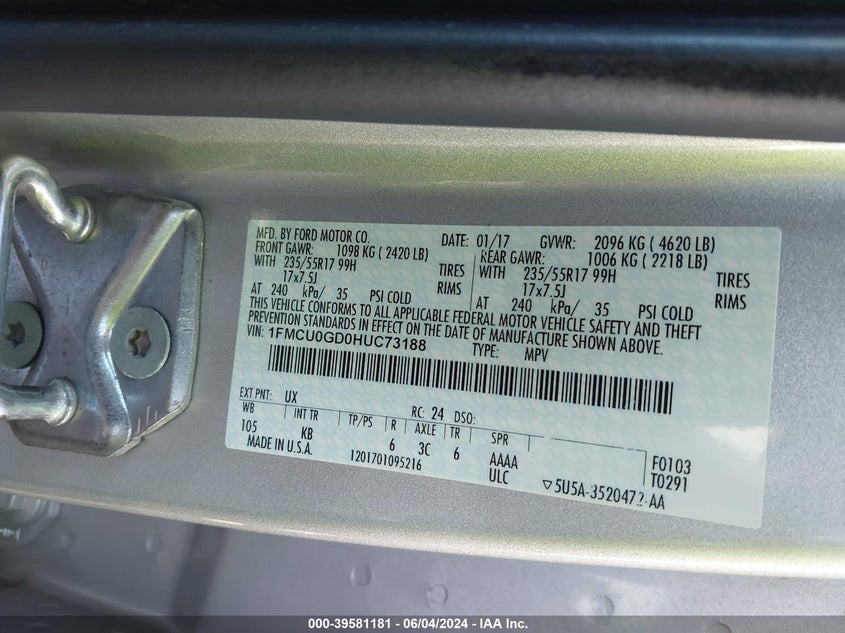 MFD. BY FORD MOTOR CO. DATE: 01/17 GVWR: 2096 KG ( 4620 LB)
FRONT GAWR: 1098 KG ( 2420 LB) REAR GAWR: 1006 KG ( 2218 LB)
WITH 235/55R17 99H TIRES WITH 235/55R17 99H TIRES
17x7.5J RIMS 17x7.5J RIMS
AT 240 kPa/ 35 PSI COLD AT 240 kPa/ 35 PSI COLD
THIS VEHICLE CONFORMS TO ALL APPLICABLE FEDERAL MOTOR VEHICLE SAFETY AND THEFT
PREVENTION STANDARDS IN EFFECT ON THE DATE OF MANUFACTURE SHOWN ABOVE.
VIN: 1FMCU0GD0HUC73188 TYPE: MPV
EXT PNT: UX RC: 24 DSO:
WB INT TR TP/PS R AXLE TR SPR
105 KB 6 3C 6 AAAA F0103
MADE IN U.S.A. 1201701095216 ULC T0291
▽5U5A-3520472-AA
000-39581181 - 06/04/2024 - IAA Inc.